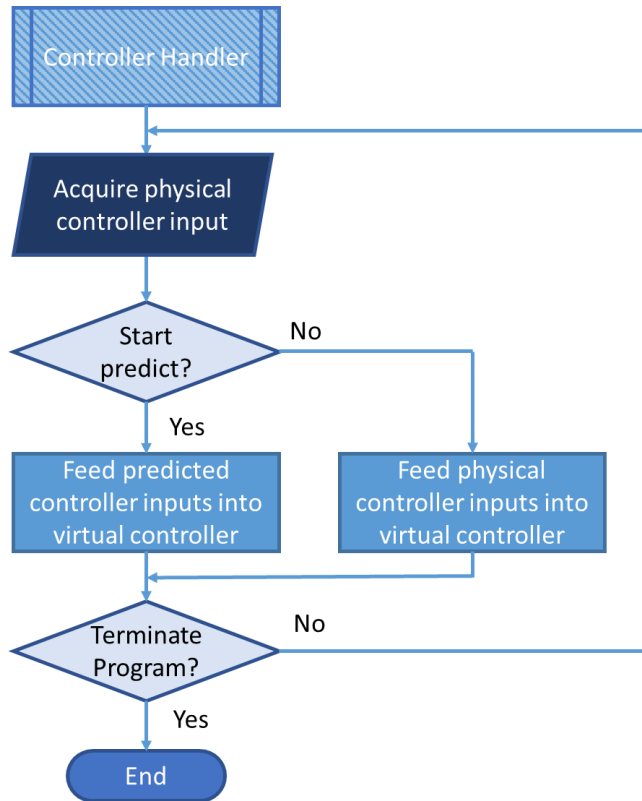 Controller Handler
Acquire physical
controller input
Start
predict?
No
Yes
Feed predicted
controller inputs into
virtual controller
Feed physical
controller inputs into
virtual controller
Terminate
Program?
No
Yes
End